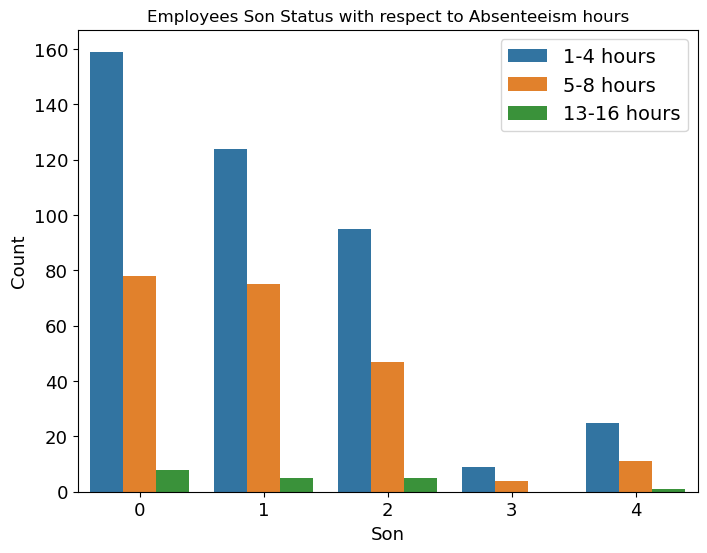 Employees Son Status with respect to Absenteeism hours
1-4 hours
5-8 hours
13-16 hours
160
140
120
100
80
60
40
20
0
Count
0 1 2 3 4
Son